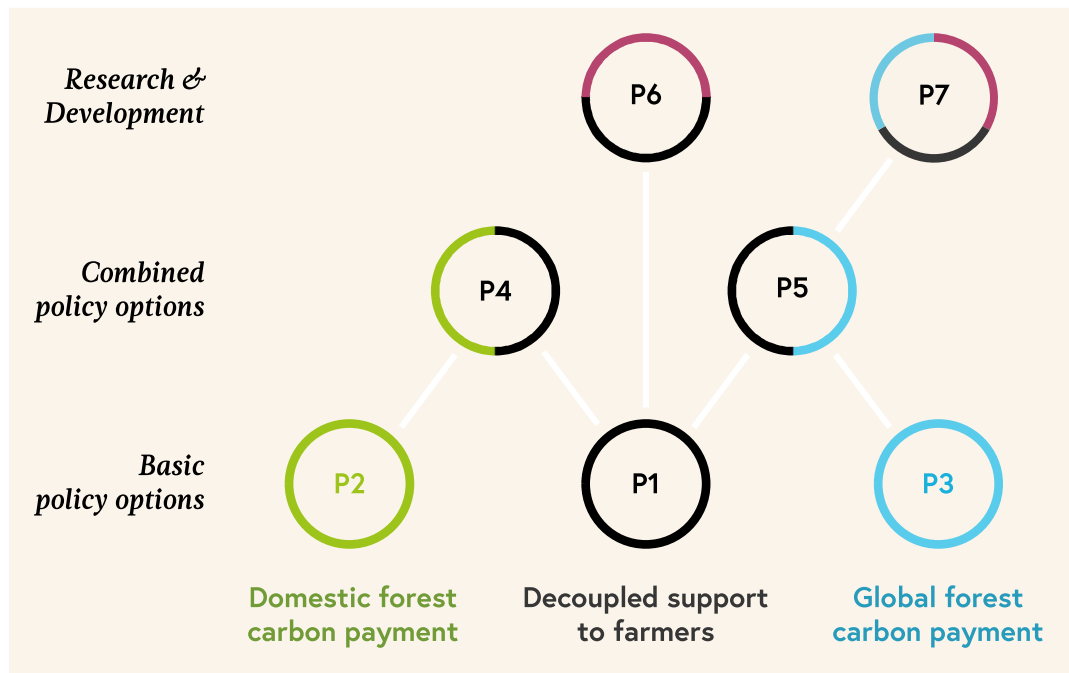 Research &
Development
P6
P7
Combined
policy options
P4
P5
Basic
policy options
P2
P1
P3
Domestic forest
carbon payment
Decoupled support
to farmers
Global forest
carbon payment